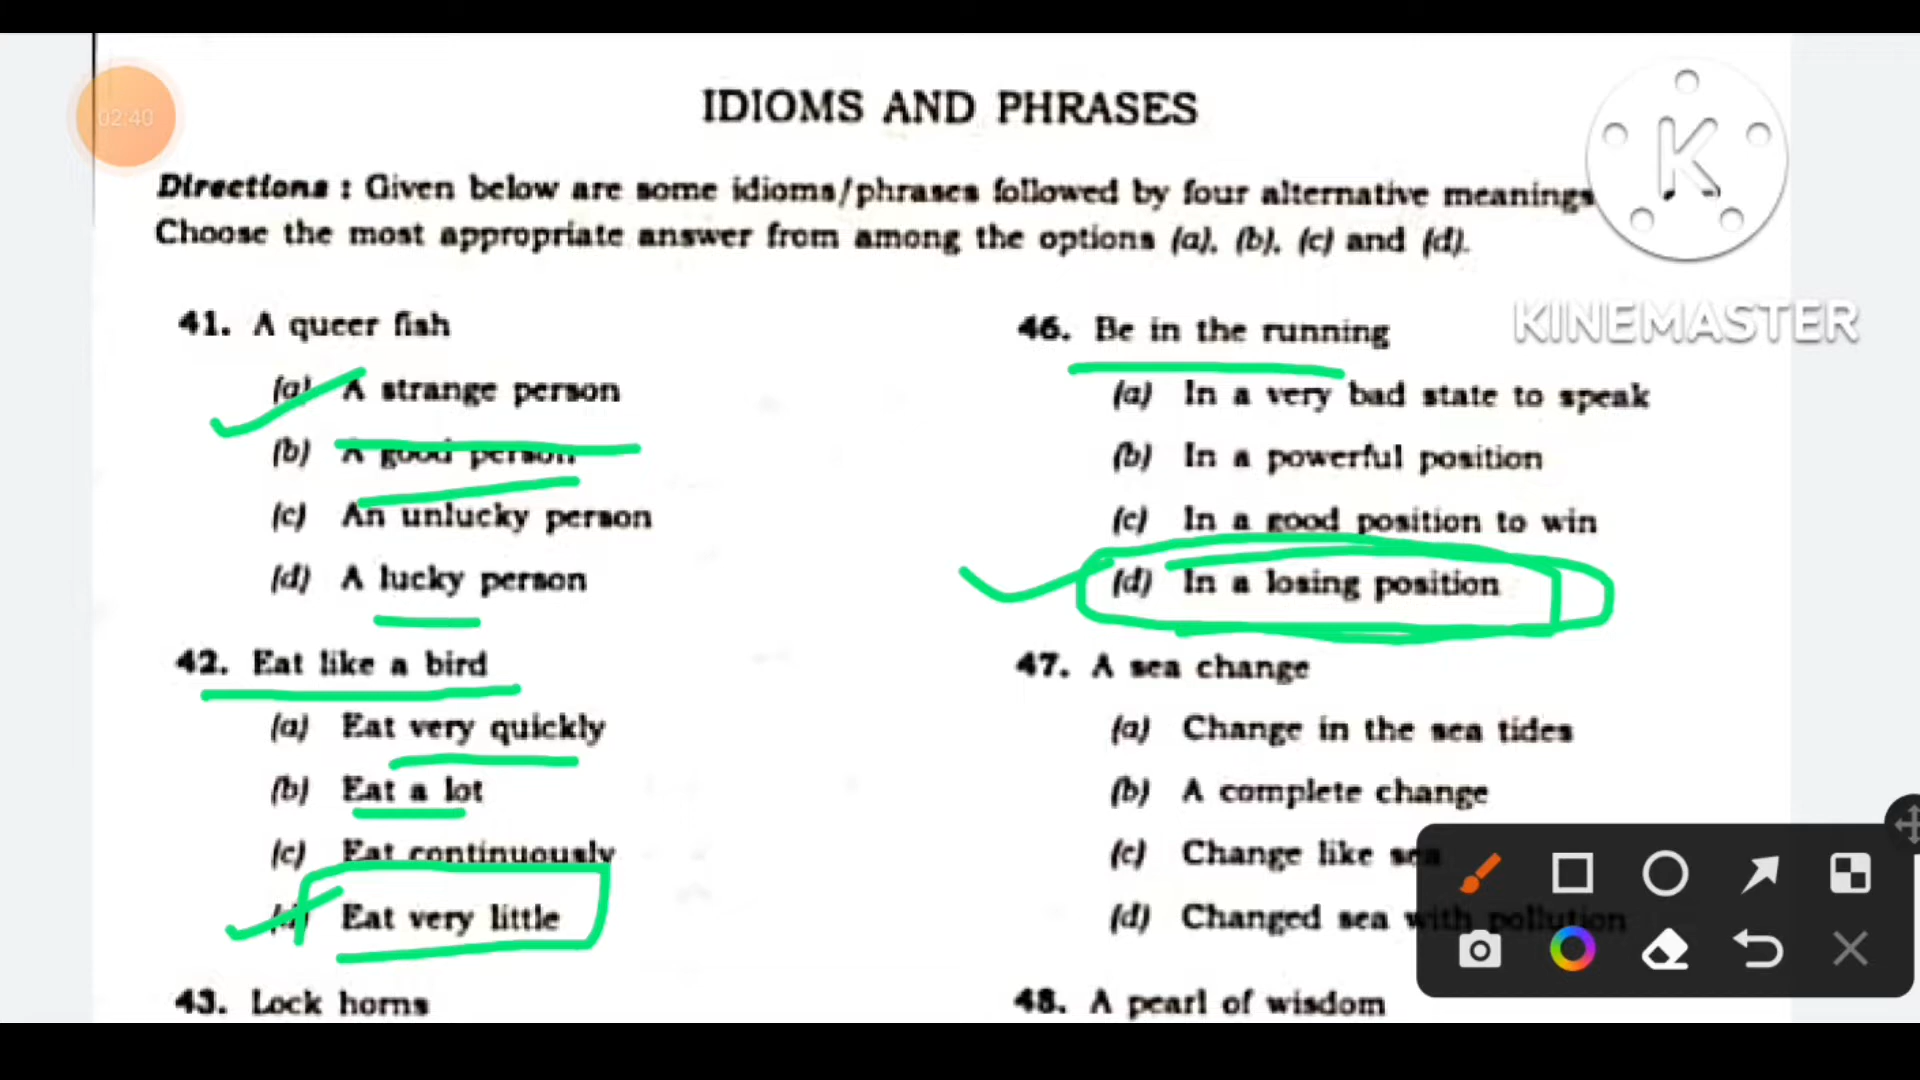 02:40
IDIOMS AND PHRASES
Directions : Given below are some idioms/phrases followed by four alternative meanings
Choose the most appropriate answer from among the options (a), (b), (c) and (d).
K
KINEMASTER
41. A queer fish
(a) A strange person
(b) A good person
(c) An unlucky person
(d) A lucky person
42. Eat like a bird
(a) Eat very quickly
(b) Eat a lot
(c) Eat continuously
(d) Eat very little
43. Lock horns
46. Be in the running
(a) In a very bad state to speak
(b) In a powerful position
(c) In a good position to win
(d) In a losing position
47. A sea change
(a) Change in the sea tides
(b) A complete change
(c) Change like sea
(d) Changed sea with pollution
48. A pearl of wisdom